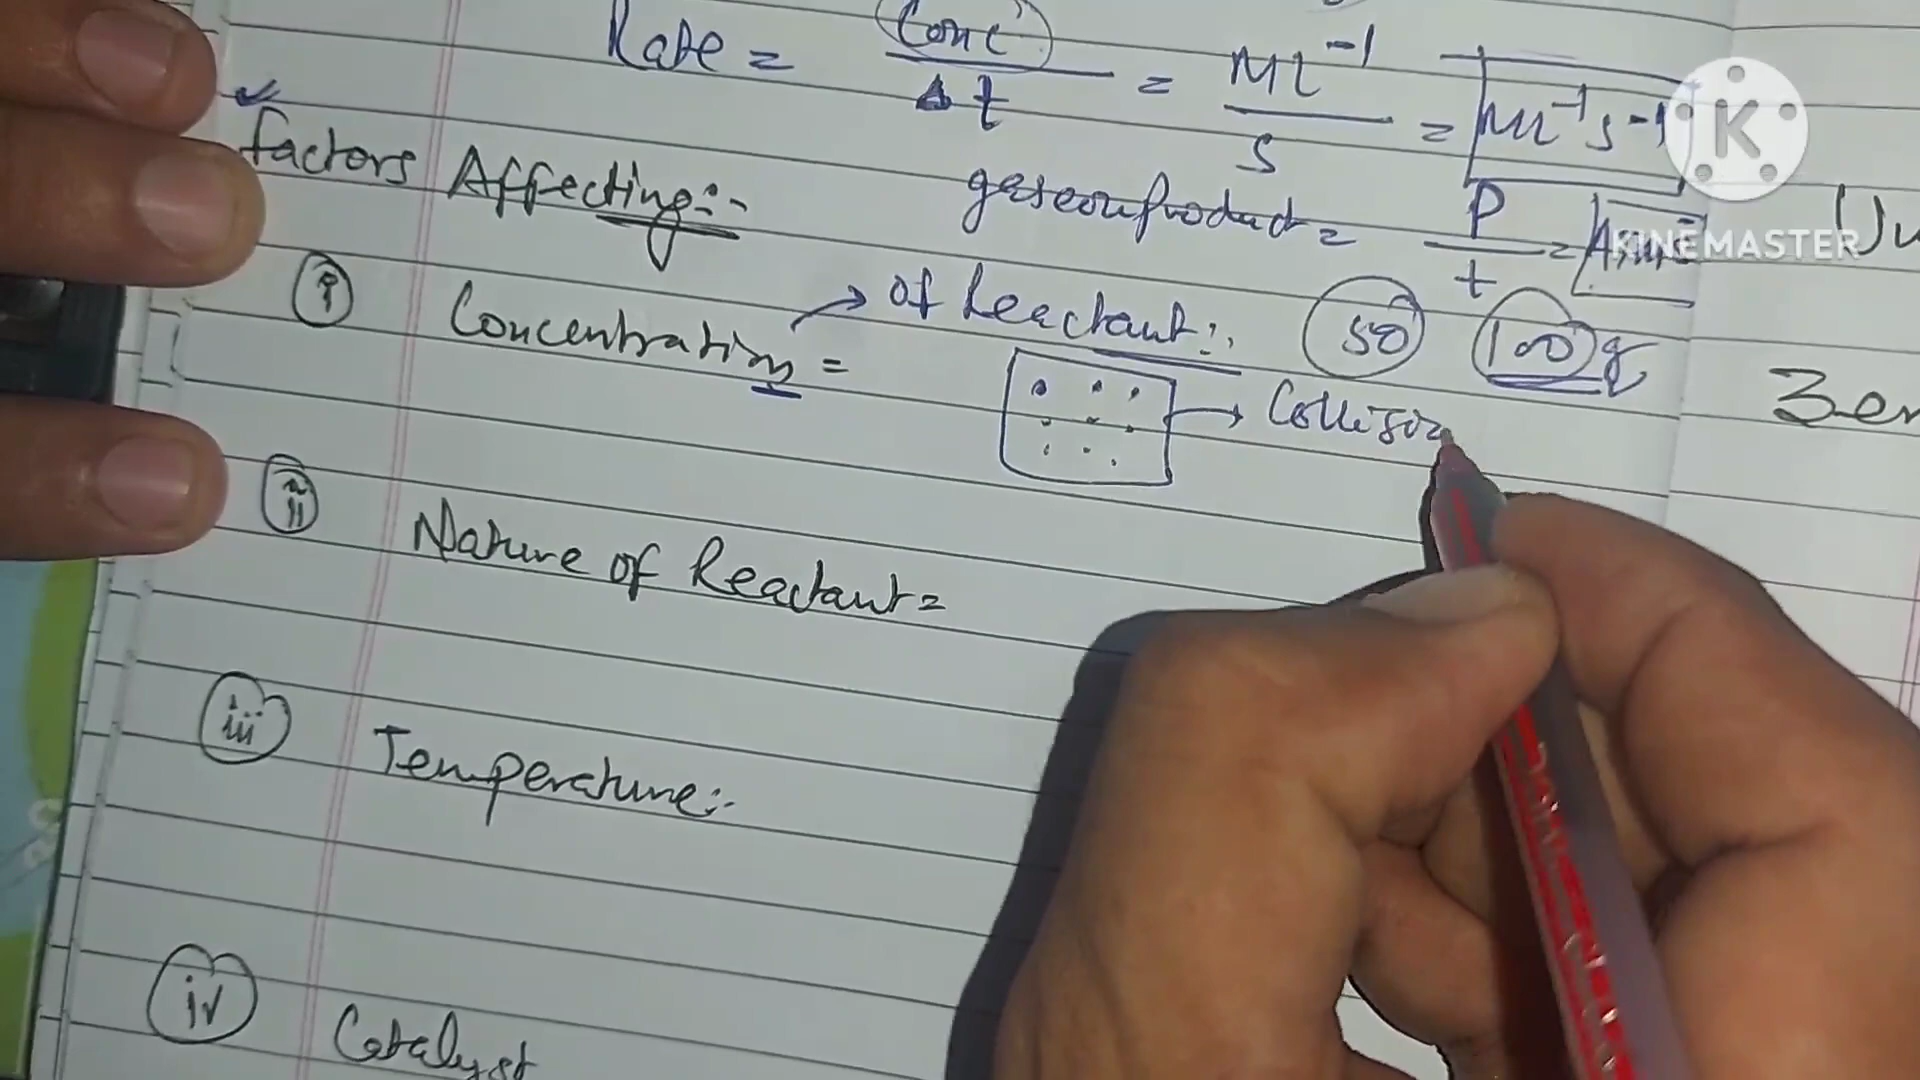 Rate = Conc / Δt = ML⁻¹ / S = ML⁻¹S⁻¹
factors Affecting:-
gaseous product = P / t =
KINEMASTER
(i) Concentration = → of Reactant:. 50 100g
→ Collision
(ii) Nature of Reactant =
(iii) Temperature:-
(iv) Catalyst